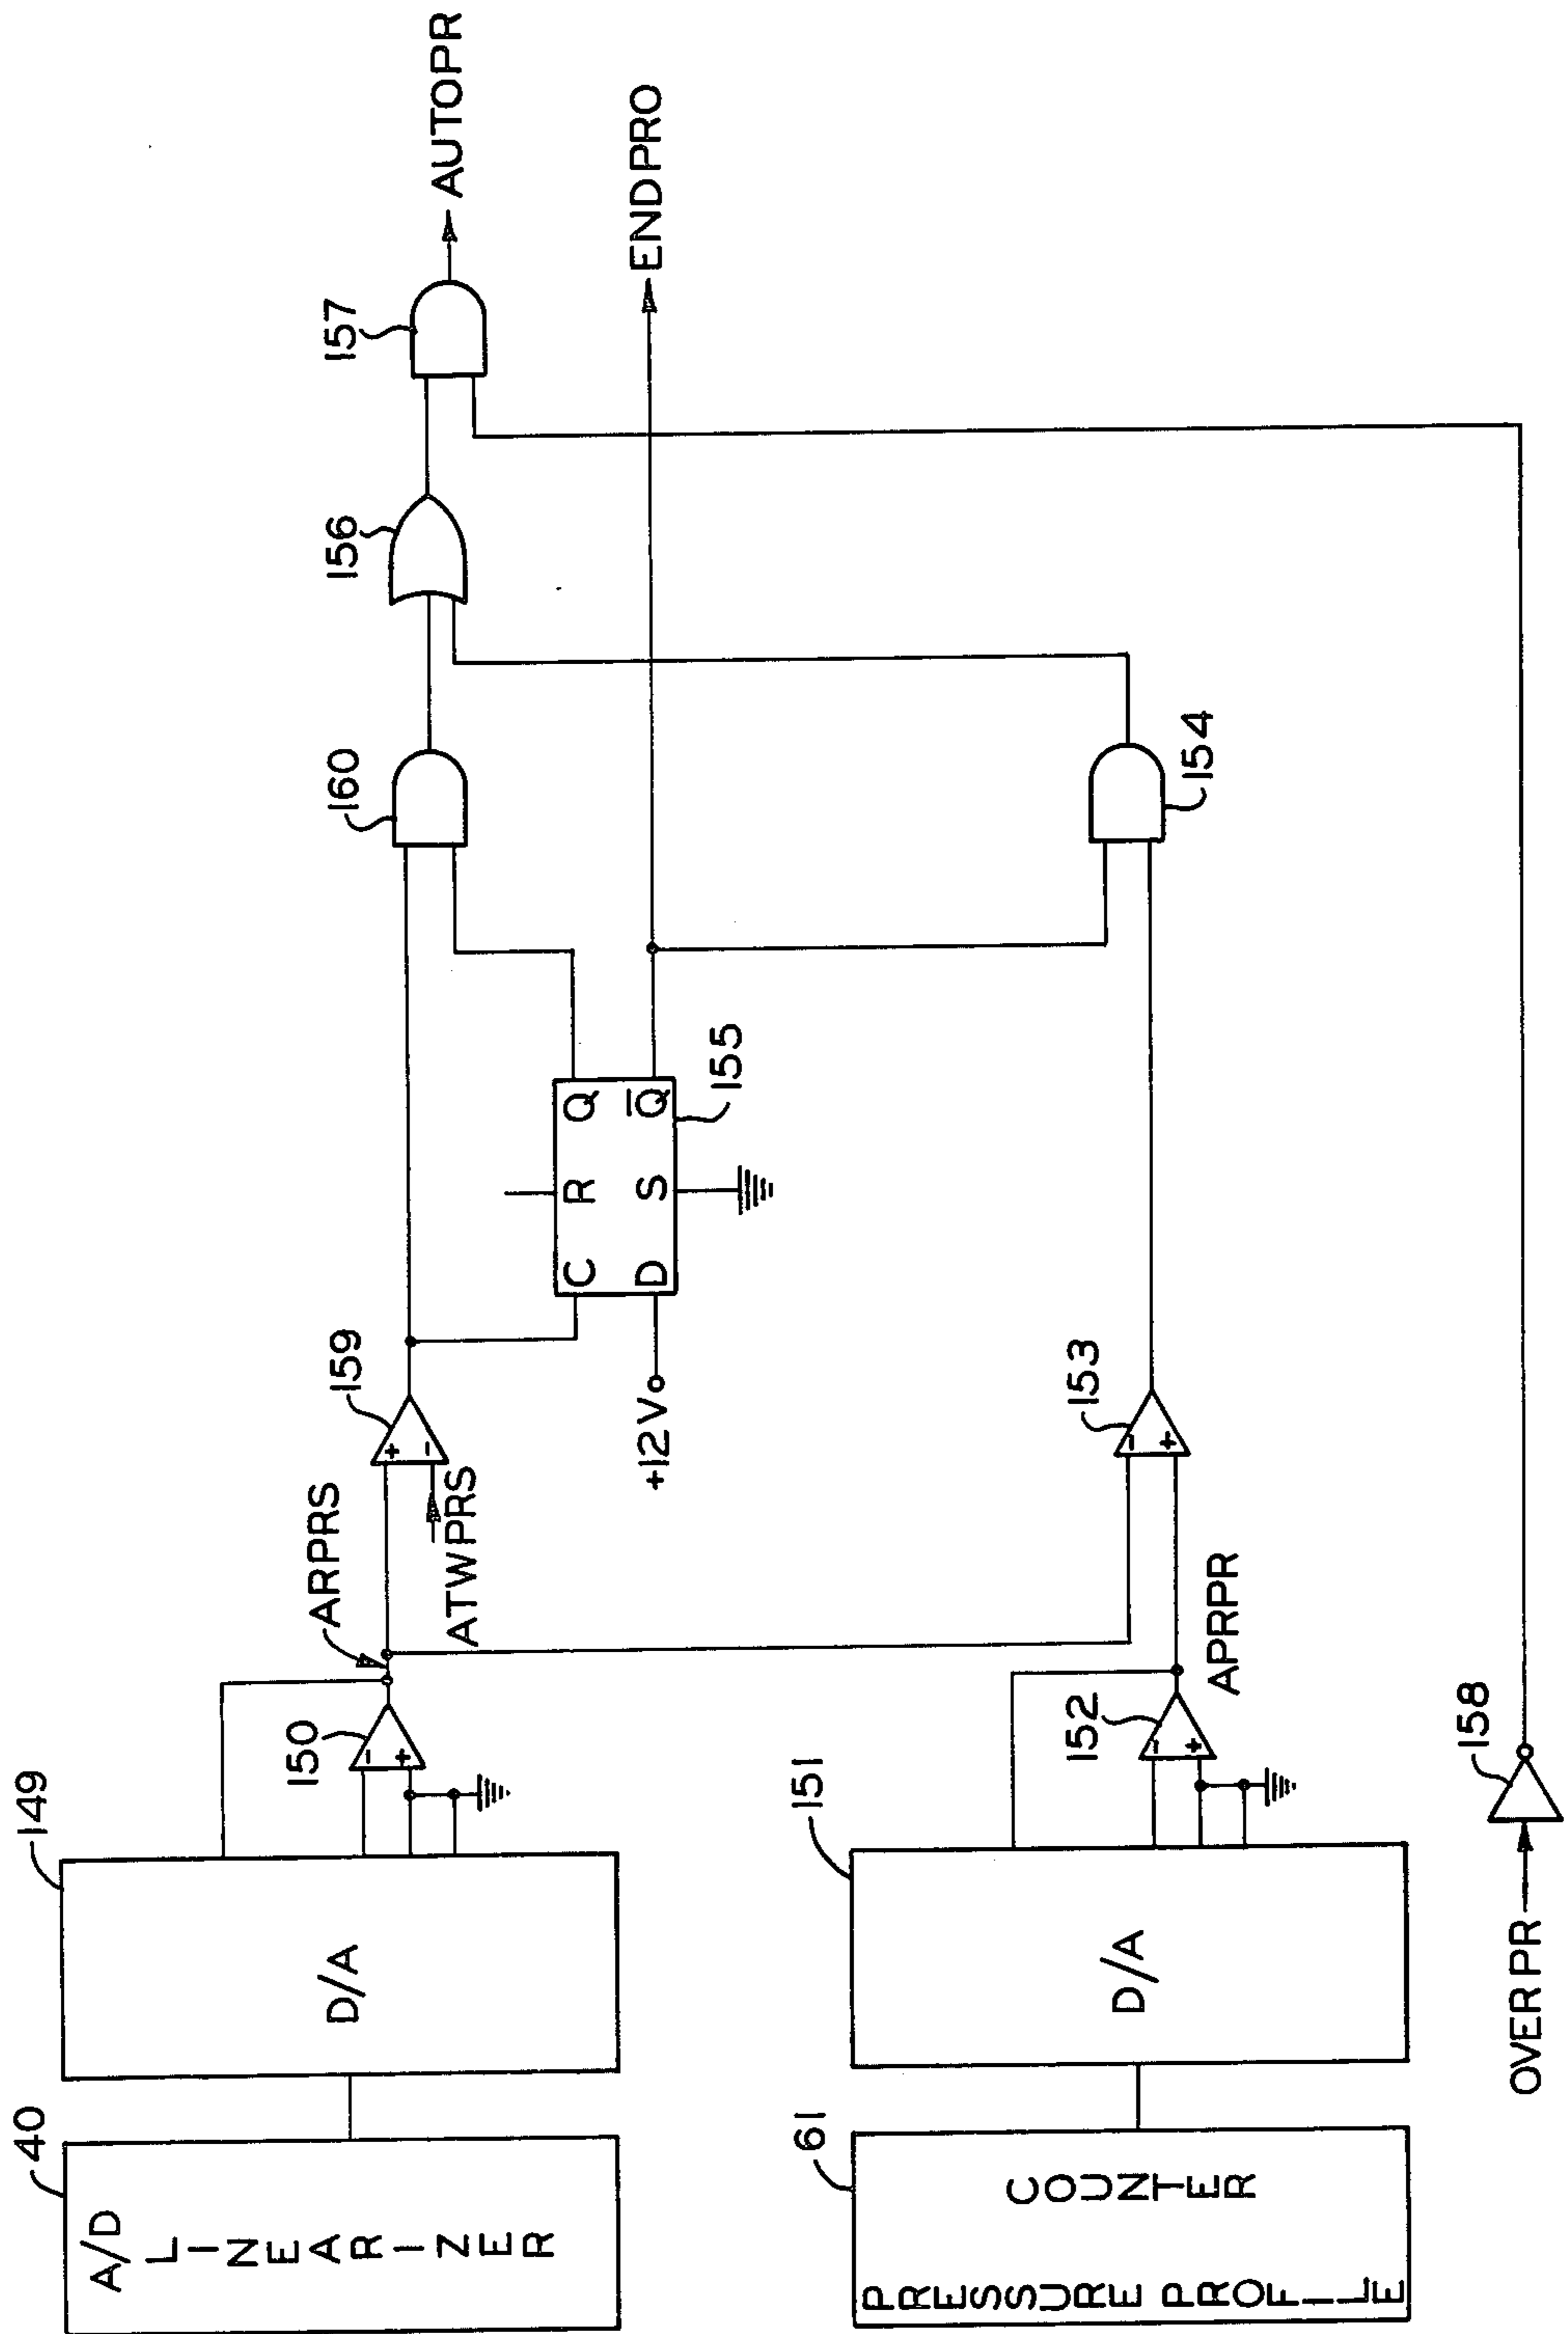 40
A/D
LINEARIZER
149
D/A
150
-
+
ARPRS
ATWPRS
159
+
-
+12V
C
R
Q
D
S
Q̅
155
160
156
157
AUTOPR
ENDPRO
61
PRESSURE PROFILE
COUNTER
151
D/A
152
-
+
APRPR
153
-
+
154
OVERPR
158